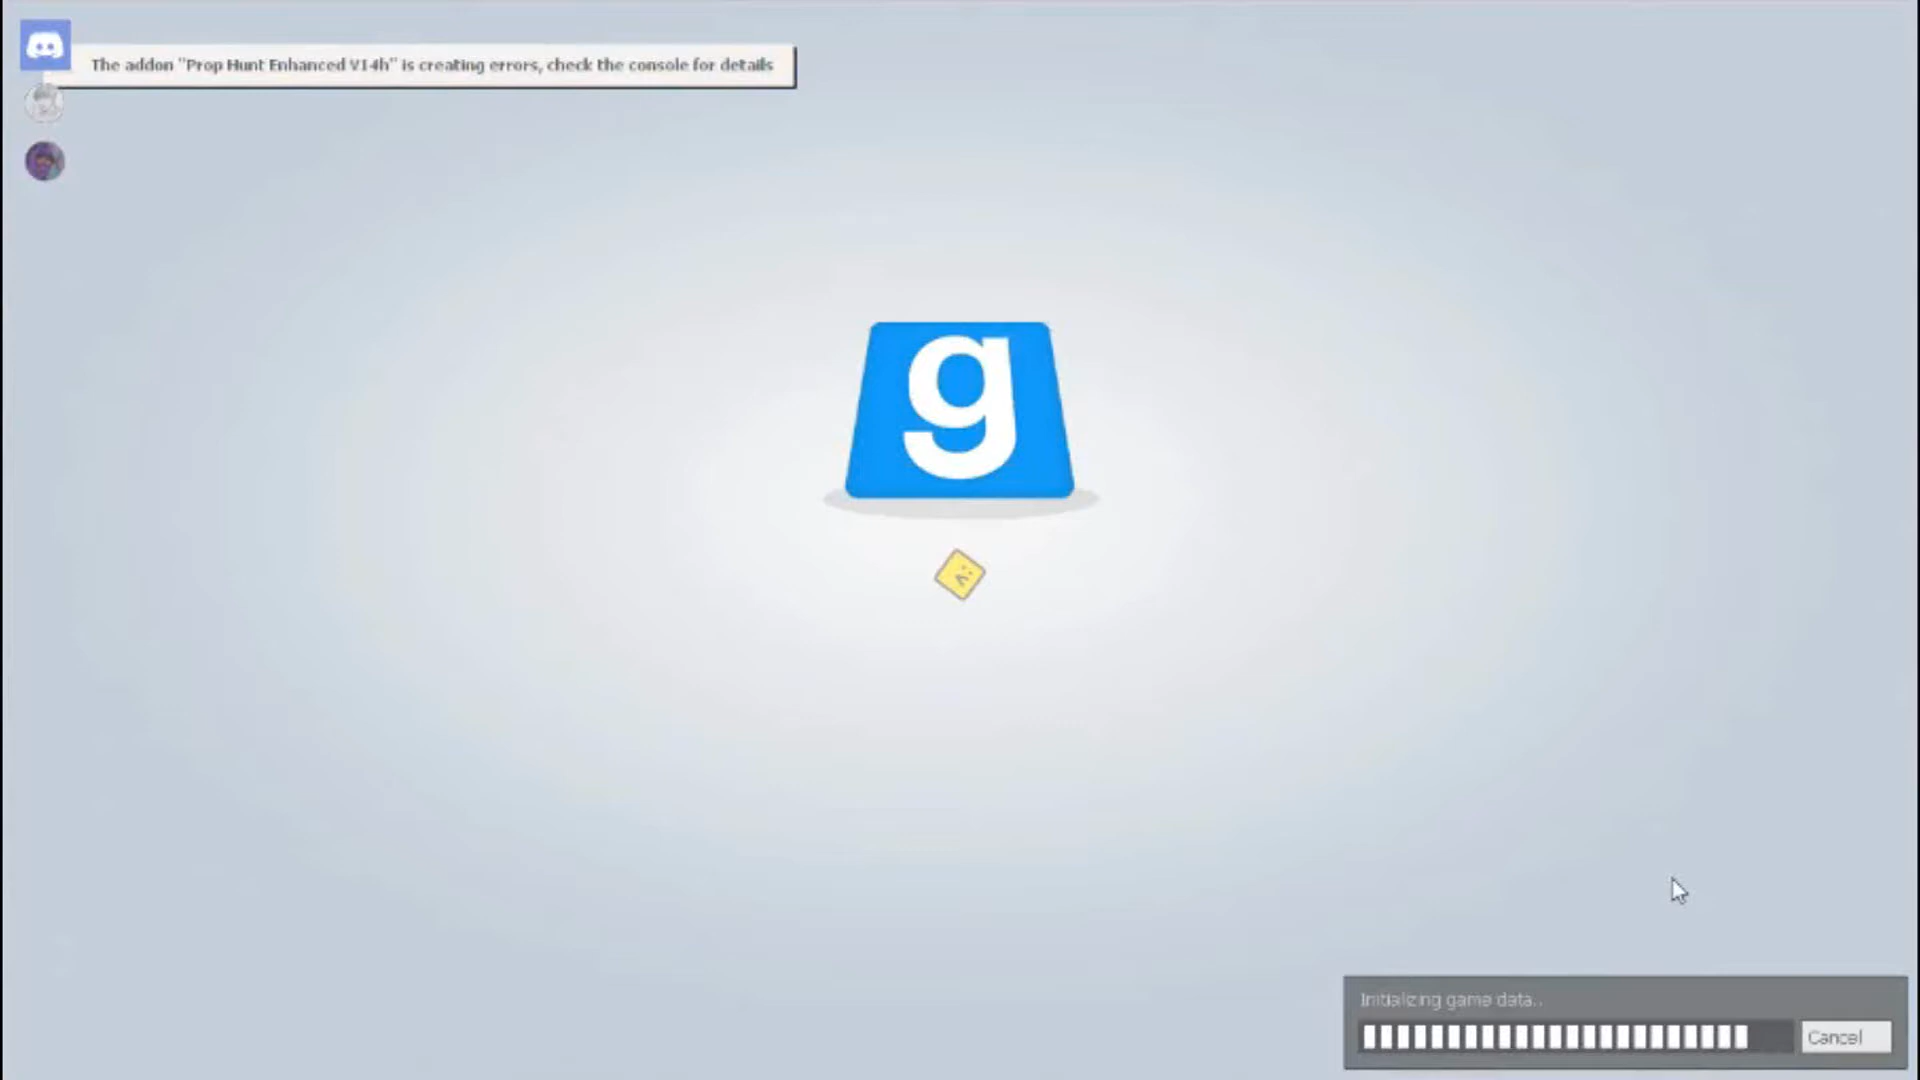 The addon "Prop Hunt Enhanced V14h" is creating errors, check the console for details
g
Initializing game data..
Cancel